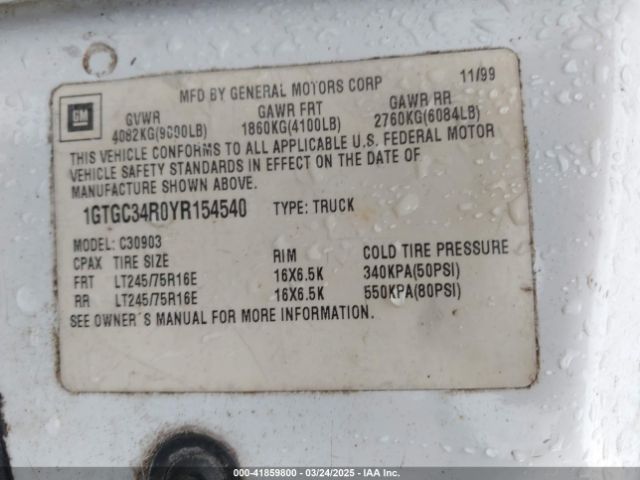 MFD BY GENERAL MOTORS CORP 11/99
GM
GVWR GAWR FRT GAWR RR
4082KG(9000LB) 1860KG(4100LB) 2760KG(6084LB)
THIS VEHICLE CONFORMS TO ALL APPLICABLE U.S. FEDERAL MOTOR
VEHICLE SAFETY STANDARDS IN EFFECT ON THE DATE OF
MANUFACTURE SHOWN ABOVE.
1GTGC34R0YR154540 TYPE: TRUCK
MODEL: C30903
CPAX TIRE SIZE RIM COLD TIRE PRESSURE
FRT LT245/75R16E 16X6.5K 340KPA(50PSI)
RR LT245/75R16E 16X6.5K 550KPA(80PSI)
SEE OWNER'S MANUAL FOR MORE INFORMATION.
000-41859800 - 03/24/2025 - IAA Inc.